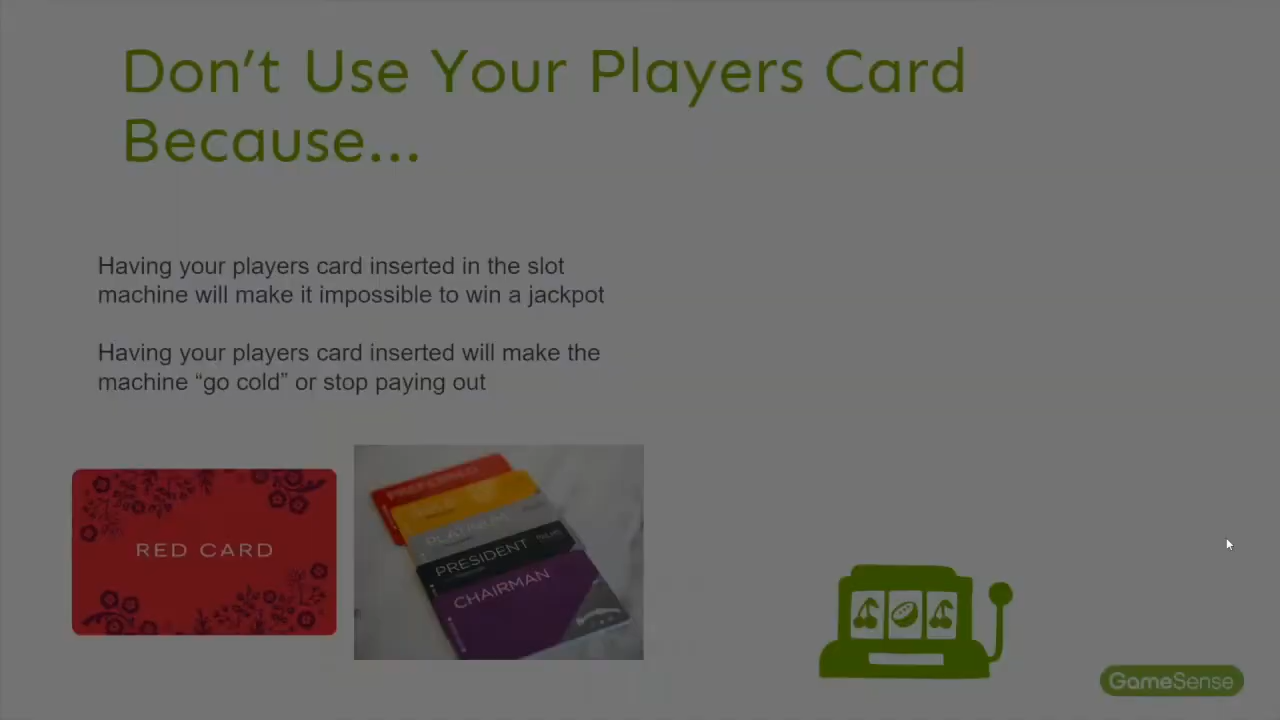 Don’t Use Your Players Card
Because...
Having your players card inserted in the slot
machine will make it impossible to win a jackpot
Having your players card inserted will make the
machine “go cold” or stop paying out
RED CARD
PREFERRED
PLATINUM
PRESIDENT
CHAIRMAN
GameSense